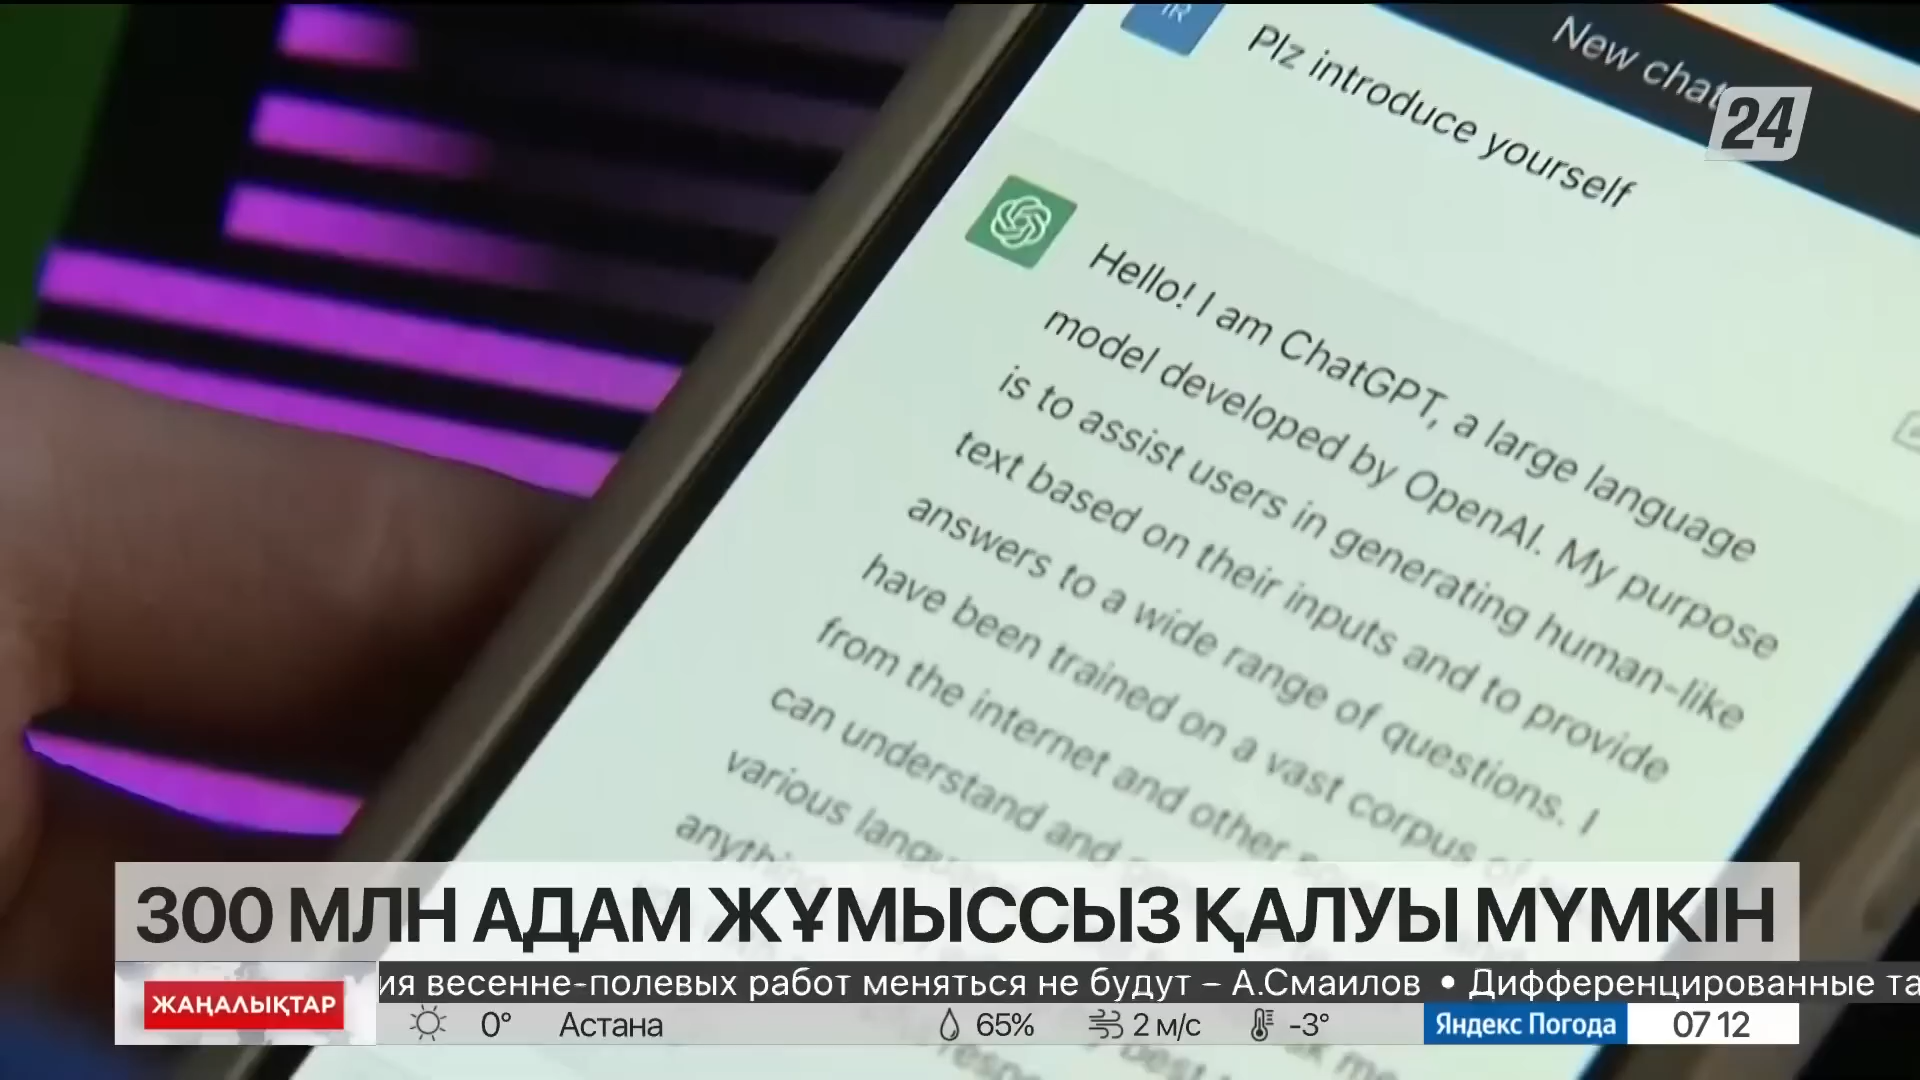 IR
Plz introduce yourself
New chat
24
Hello! I am ChatGPT, a large language
model developed by OpenAI. My purpose
is to assist users in generating human-like
text based on their inputs and to provide
answers to a wide range of questions. I
have been trained on a vast corpus of
from the internet and other
can understand and
various
300 МЛН АДАМ ЖҰМЫССЫЗ ҚАЛУЫ МҮМКІН
ия весенне-полевых работ меняться не будут – А.Смаилов • Дифференцированные та
ЖАҢАЛЫҚТАР
0° Астана 65% 2 м/с -3° Яндекс Погода 07 12